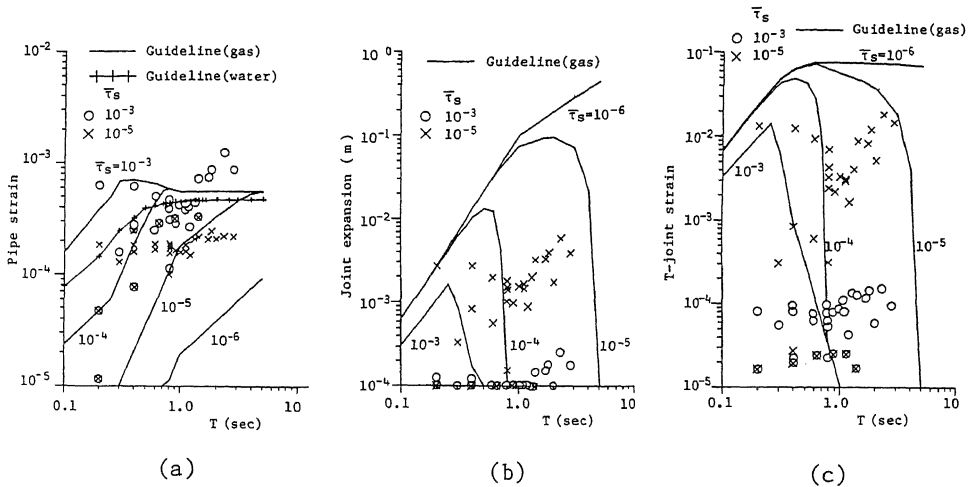 Guideline(gas)
Guideline(water)
τ̄s
○ 10-3
× 10-5
10-2
10-3
10-4
10-5
τ̄s=10-3
10-4
10-5
10-6
Pipe strain
0.1
1.0
10
T (sec)
(a)
Guideline(gas)
τ̄s
○ 10-3
× 10-5
10 0
10-1
10-2
10-3
10-4
τ̄s=10-6
10-3
10-4
10-5
Joint expansion (m)
0.1
1.0
10
T (sec)
(b)
τ̄s
○ 10-3
× 10-5
Guideline(gas)
τ̄s=10-6
10-1
10-2
10-3
10-4
10-5
10-3
10-4
10-5
T-joint strain
0.1
1.0
10
T (sec)
(c)